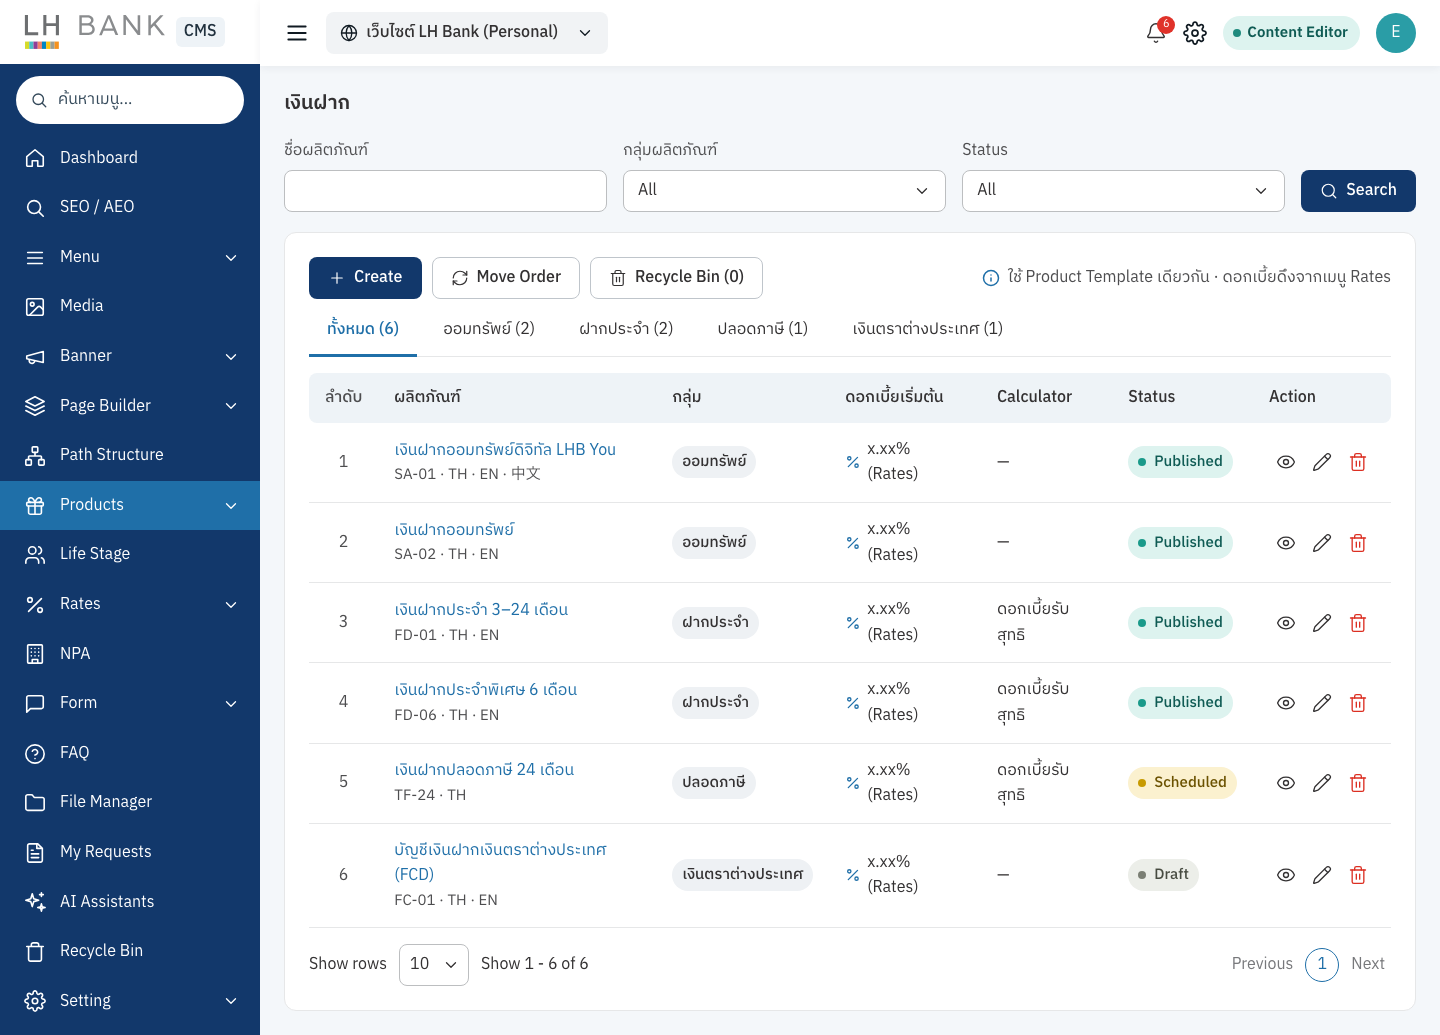 LH BANK CMS
เว็บไซต์ LH Bank (Personal)
6
Content Editor
E
ค้นหาเมนู...
Dashboard
SEO / AEO
Menu
Media
Banner
Page Builder
Path Structure
Products
Life Stage
Rates
NPA
Form
FAQ
File Manager
My Requests
AI Assistants
Recycle Bin
Setting
เงินฝาก
ชื่อผลิตภัณฑ์
กลุ่มผลิตภัณฑ์
Status
All
All
Search
Create
Move Order
Recycle Bin (0)
ใช้ Product Template เดียวกัน · ดอกเบี้ยดึงจากเมนู Rates
ทั้งหมด (6)
ออมทรัพย์ (2)
ฝากประจำ (2)
ปลอดภาษี (1)
เงินตราต่างประเทศ (1)
ลำดับ ผลิตภัณฑ์ กลุ่ม ดอกเบี้ยเริ่มต้น Calculator Status Action
1
เงินฝากออมทรัพย์ดิจิทัล LHB You
SA-01 · TH · EN · 中文
ออมทรัพย์
x.xx%
(Rates)
—
Published
2
เงินฝากออมทรัพย์
SA-02 · TH · EN
ออมทรัพย์
x.xx%
(Rates)
—
Published
3
เงินฝากประจำ 3–24 เดือน
FD-01 · TH · EN
ฝากประจำ
x.xx%
(Rates)
ดอกเบี้ยรับ
สุทธิ
Published
4
เงินฝากประจำพิเศษ 6 เดือน
FD-06 · TH · EN
ฝากประจำ
x.xx%
(Rates)
ดอกเบี้ยรับ
สุทธิ
Published
5
เงินฝากปลอดภาษี 24 เดือน
TF-24 · TH
ปลอดภาษี
x.xx%
(Rates)
ดอกเบี้ยรับ
สุทธิ
Scheduled
6
บัญชีเงินฝากเงินตราต่างประเทศ
(FCD)
FC-01 · TH · EN
เงินตราต่างประเทศ
x.xx%
(Rates)
—
Draft
Show rows 10 Show 1 - 6 of 6
Previous 1 Next